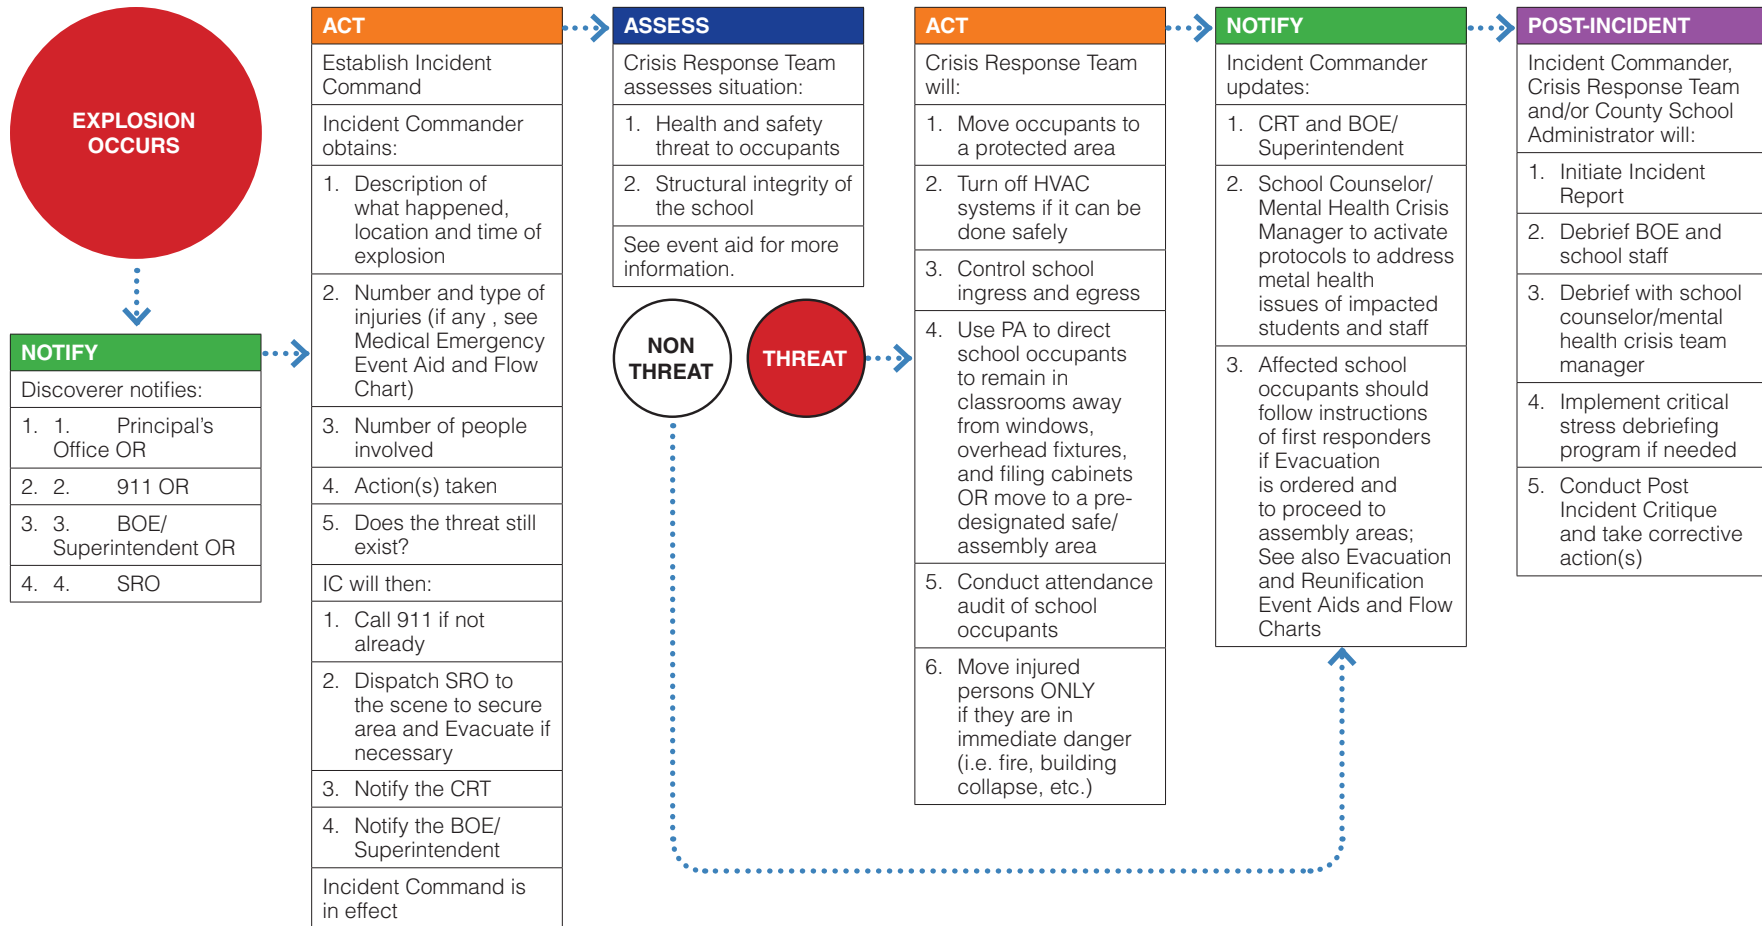 EXPLOSION
OCCURS
NOTIFY
Discoverer notifies:
1. 1. Principal's
Office OR
2. 2. 911 OR
3. 3. BOE/
Superintendent OR
4. 4. SRO
ACT
Establish Incident
Command
Incident Commander
obtains:
1. Description of
what happened,
location and time of
explosion
2. Number and type of
injuries (if any , see
Medical Emergency
Event Aid and Flow
Chart)
3. Number of people
involved
4. Action(s) taken
5. Does the threat still
exist?
IC will then:
1. Call 911 if not
already
2. Dispatch SRO to
the scene to secure
area and Evacuate if
necessary
3. Notify the CRT
4. Notify the BOE/
Superintendent
Incident Command is
in effect
ASSESS
Crisis Response Team
assesses situation:
1. Health and safety
threat to occupants
2. Structural integrity of
the school
See event aid for more
information.
NON
THREAT
THREAT
ACT
Crisis Response Team
will:
1. Move occupants to
a protected area
2. Turn off HVAC
systems if it can be
done safely
3. Control school
ingress and egress
4. Use PA to direct
school occupants
to remain in
classrooms away
from windows,
overhead fixtures,
and filing cabinets
OR move to a pre-
designated safe/
assembly area
5. Conduct attendance
audit of school
occupants
6. Move injured
persons ONLY
if they are in
immediate danger
(i.e. fire, building
collapse, etc.)
NOTIFY
Incident Commander
updates:
1. CRT and BOE/
Superintendent
2. School Counselor/
Mental Health Crisis
Manager to activate
protocols to address
metal health
issues of impacted
students and staff
3. Affected school
occupants should
follow instructions
of first responders
if Evacuation
is ordered and
to proceed to
assembly areas;
See also Evacuation
and Reunification
Event Aids and Flow
Charts
POST-INCIDENT
Incident Commander,
Crisis Response Team
and/or County School
Administrator will:
1. Initiate Incident
Report
2. Debrief BOE and
school staff
3. Debrief with school
counselor/mental
health crisis team
manager
4. Implement critical
stress debriefing
program if needed
5. Conduct Post
Incident Critique
and take corrective
action(s)